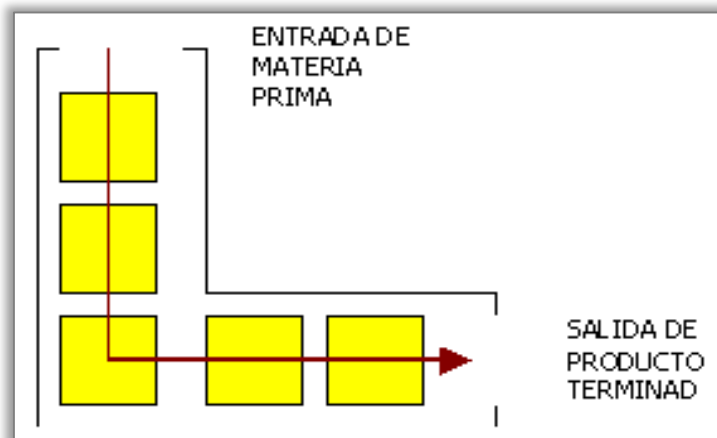 ENTRADA DE
MATERIA
PRIMA
SALIDA DE
PRODUCTO
TERMINAD